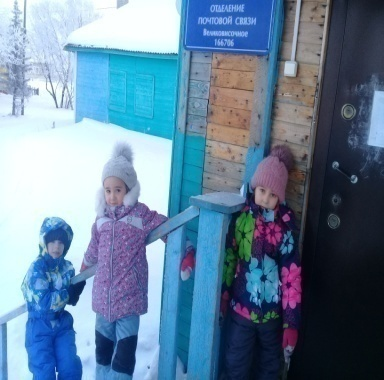 ОТДЕЛЕНИЕ
ПОЧТОВОЙ СВЯЗИ
Великовисочное
166706